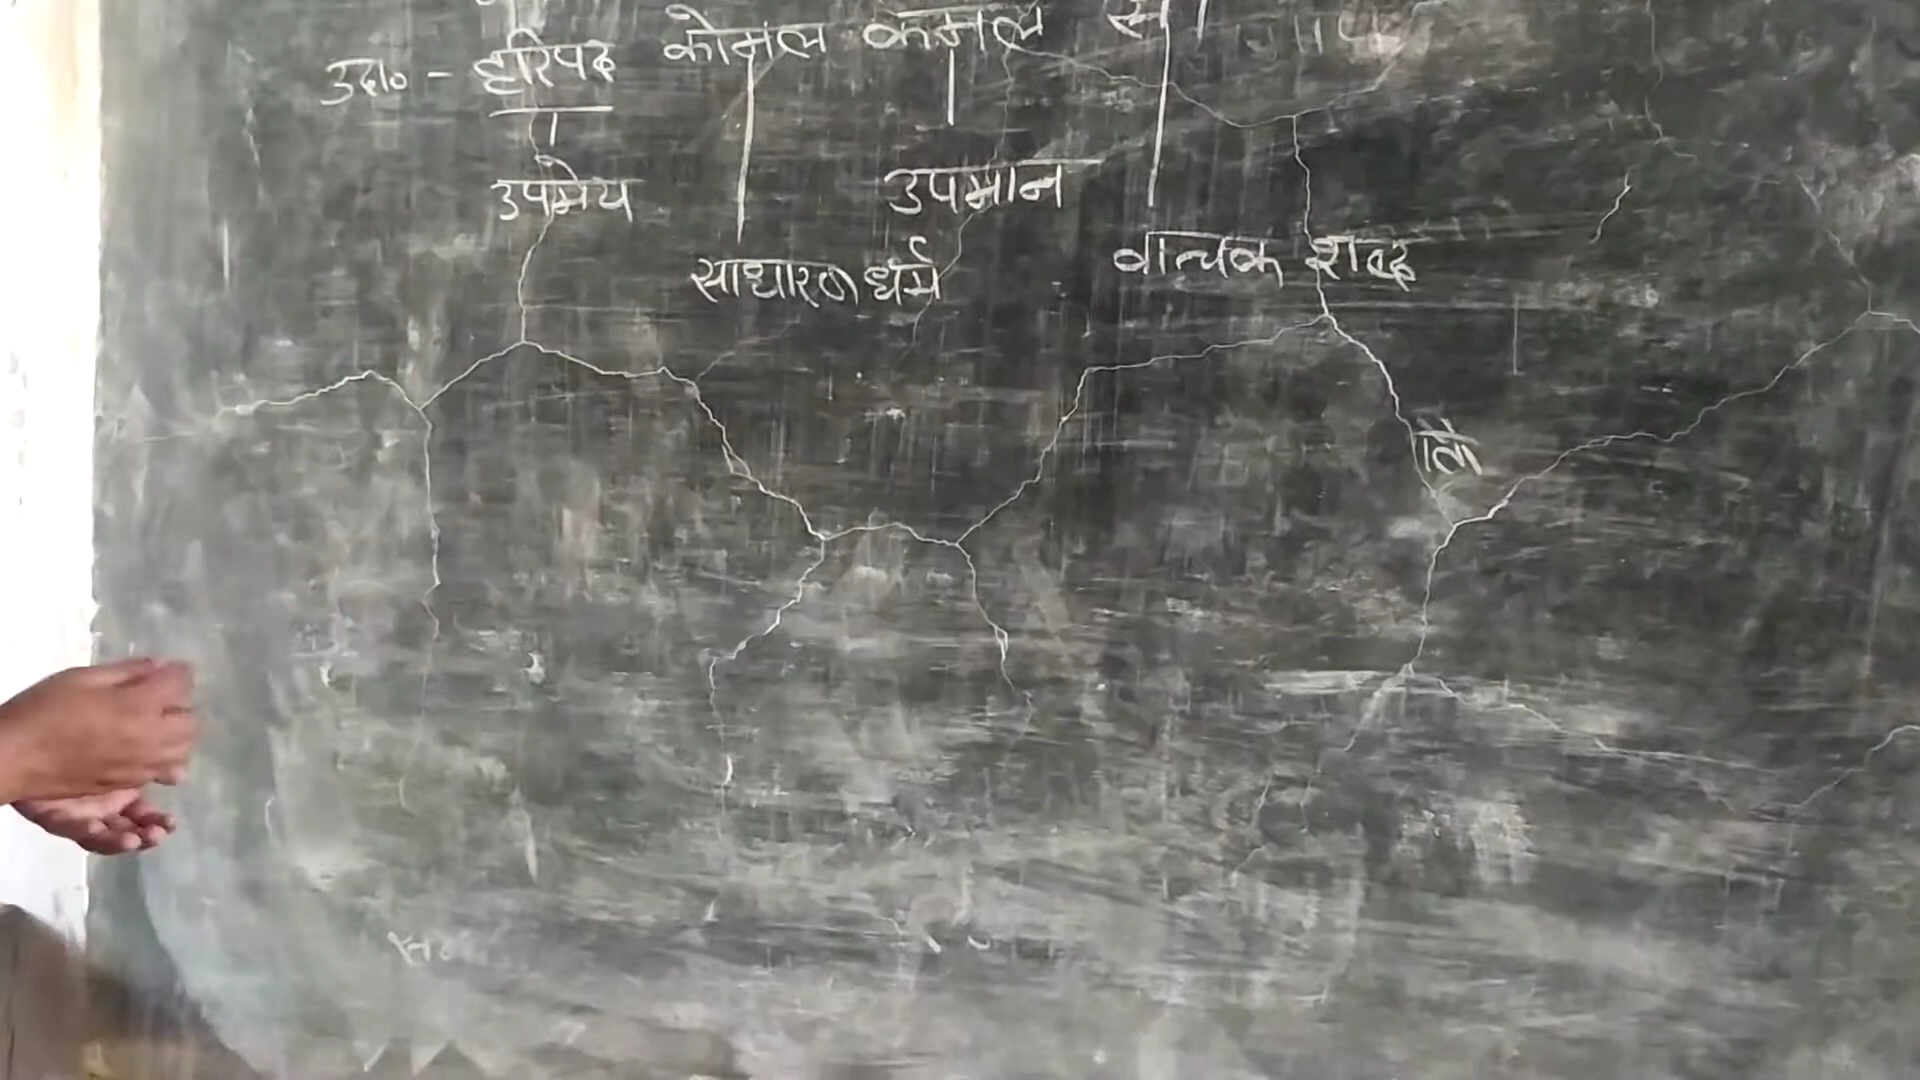 उदा० - हरिपद कोमल कमल से।
उपमेय
उपमान
साधारण धर्म
वाचक शब्द